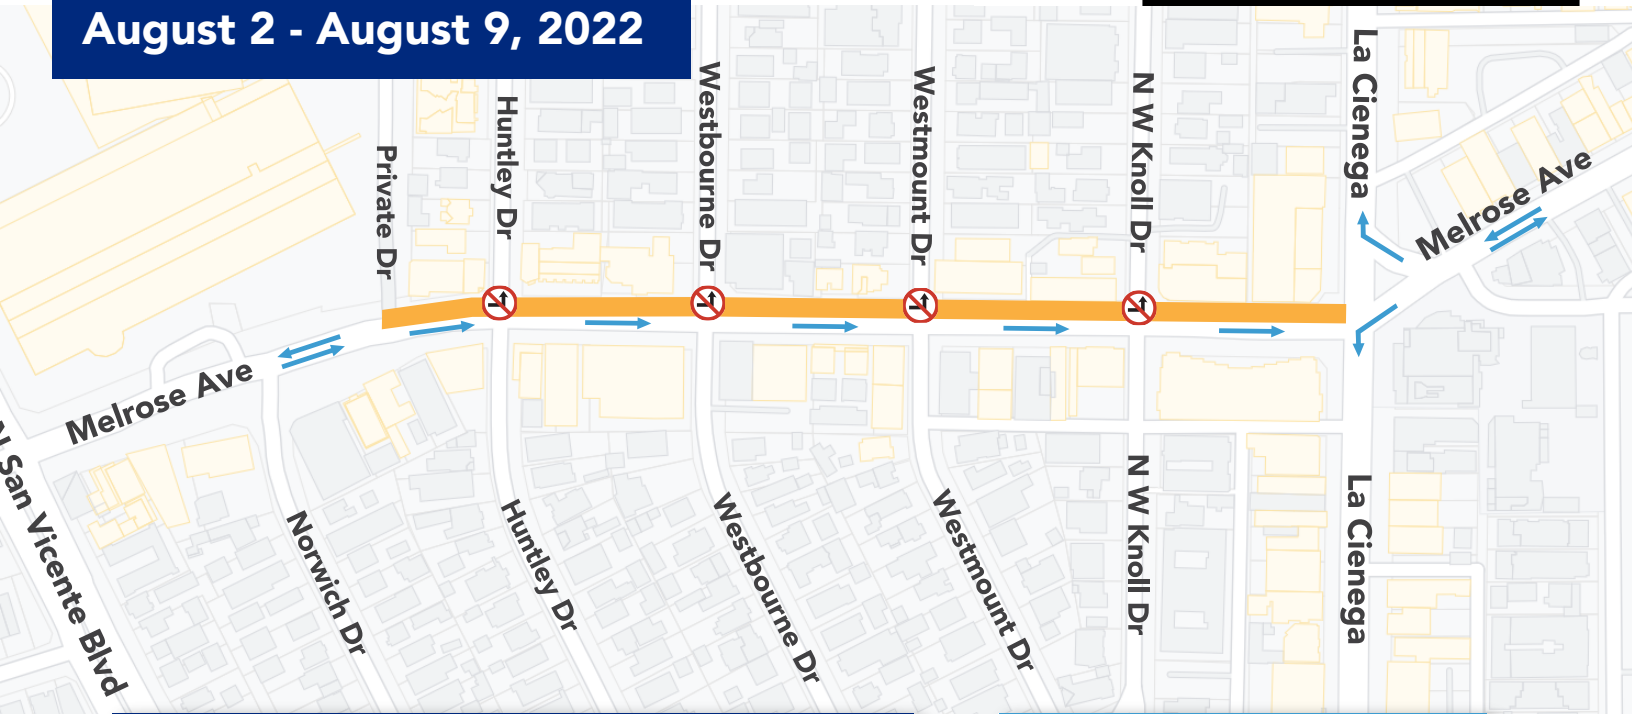 August 2 - August 9, 2022
Private Dr
Huntley Dr
Westbourne Dr
Westmount Dr
N W Knoll Dr
La Cienega
Melrose Ave
Melrose Ave
N San Vicente Blvd
Norwich Dr
Huntley Dr
Westbourne Dr
Westmount Dr
N W Knoll Dr
La Cienega